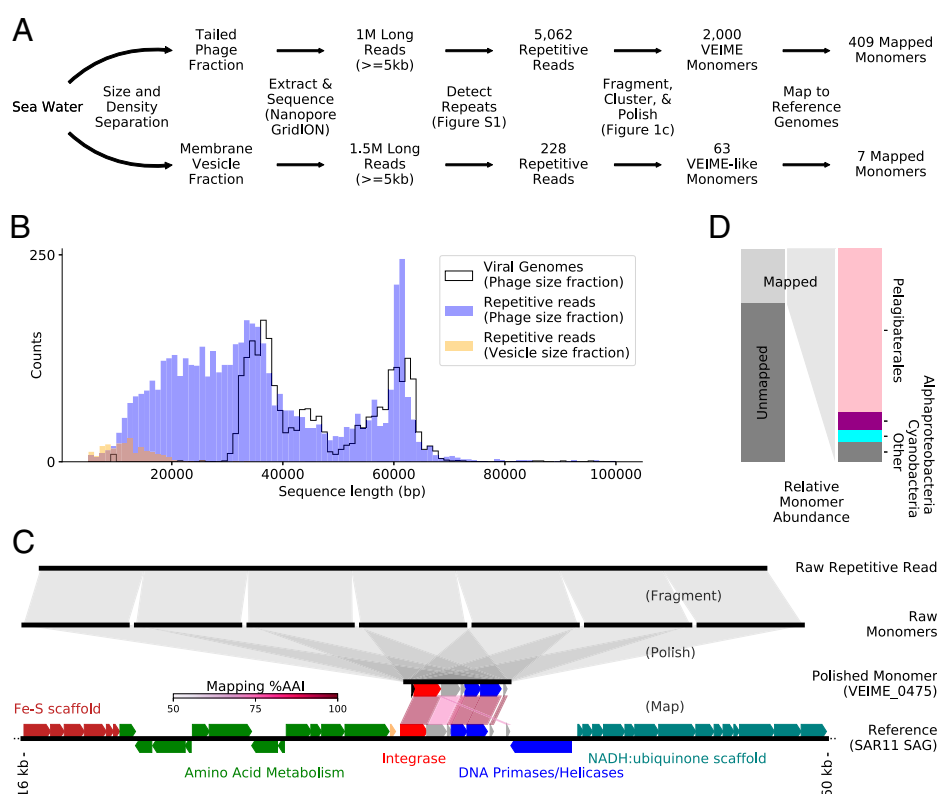 A
Tailed
Phage
Fraction
1M Long
Reads
(>=5kb)
5,062
Repetitive
Reads
2,000
VEIME
Monomers
409 Mapped
Monomers
Sea Water
Size and
Density
Separation
Extract &
Sequence
(Nanopore
GridION)
Detect
Repeats
(Figure S1)
Fragment,
Cluster, &
Polish
(Figure 1c)
Map to
Reference
Genomes
Membrane
Vesicle
Fraction
1.5M Long
Reads
(>=5kb)
228
Repetitive
Reads
63
VEIME-like
Monomers
7 Mapped
Monomers
B
250
0
Counts
Viral Genomes
(Phage size fraction)
Repetitive reads
(Phage size fraction)
Repetitive reads
(Vesicle size fraction)
20000 40000 60000 80000 100000
Sequence length (bp)
D
Mapped
Unmapped
Pelagibaterales
Alphaproteobacteria
Cyanobacteria
Other
Relative
Monomer
Abundance
C
Raw Repetitive Read
(Fragment)
Raw
Monomers
(Polish)
Polished Monomer
(VEIME_0475)
Mapping %AAI
50 75 100
(Map)
Fe-S scaffold
Reference
(SAR11 SAG)
Amino Acid Metabolism
Integrase
DNA Primases/Helicases
NADH:ubiquinone scaffold